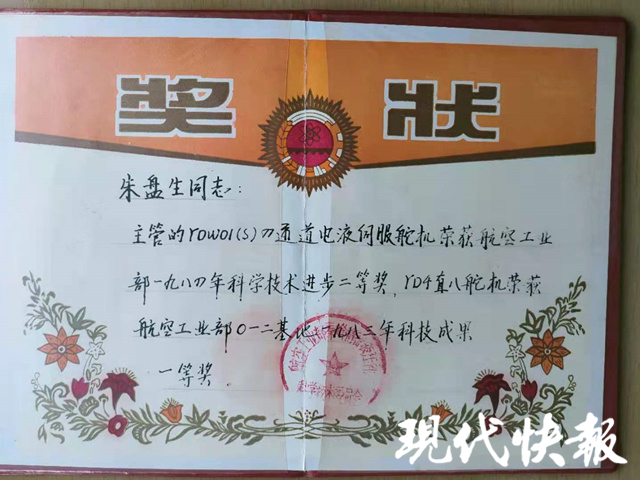 奖状
朱盘生同志：
主管的YDW01(S)四通道电液伺服舵机荣获航空工业
部一九八四年科学技术进步二等奖，YD4直八舵机荣获
航空工业部〇一二基地一九八三年科技成果
一等奖.
现代快報